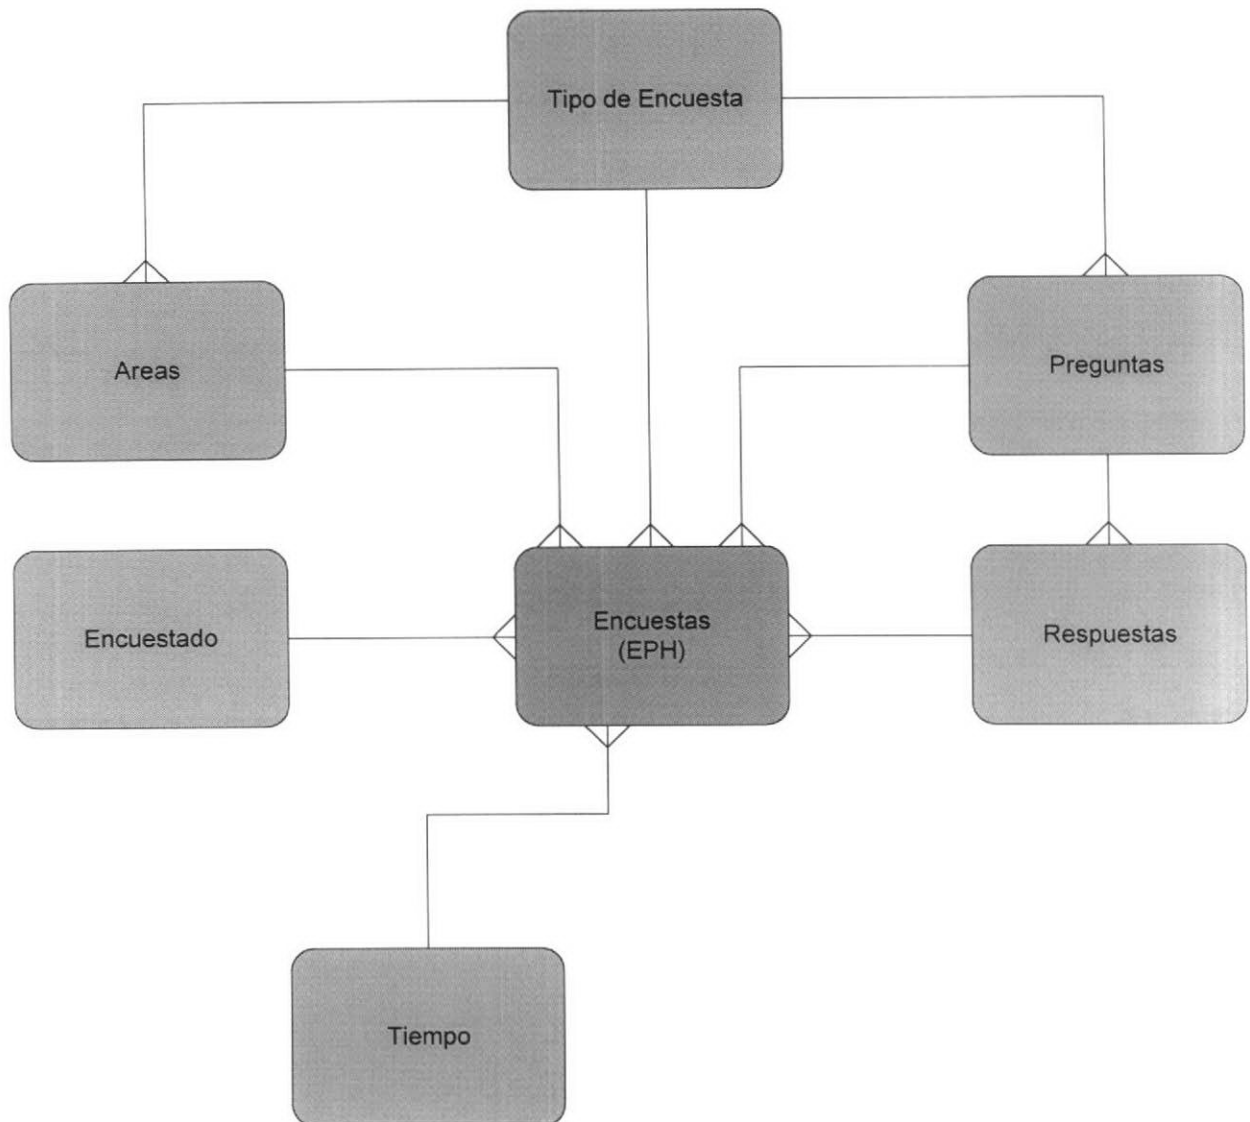 Tipo de Encuesta
Areas
Preguntas
Encuestado
Encuestas
(EPH)
Respuestas
Tiempo